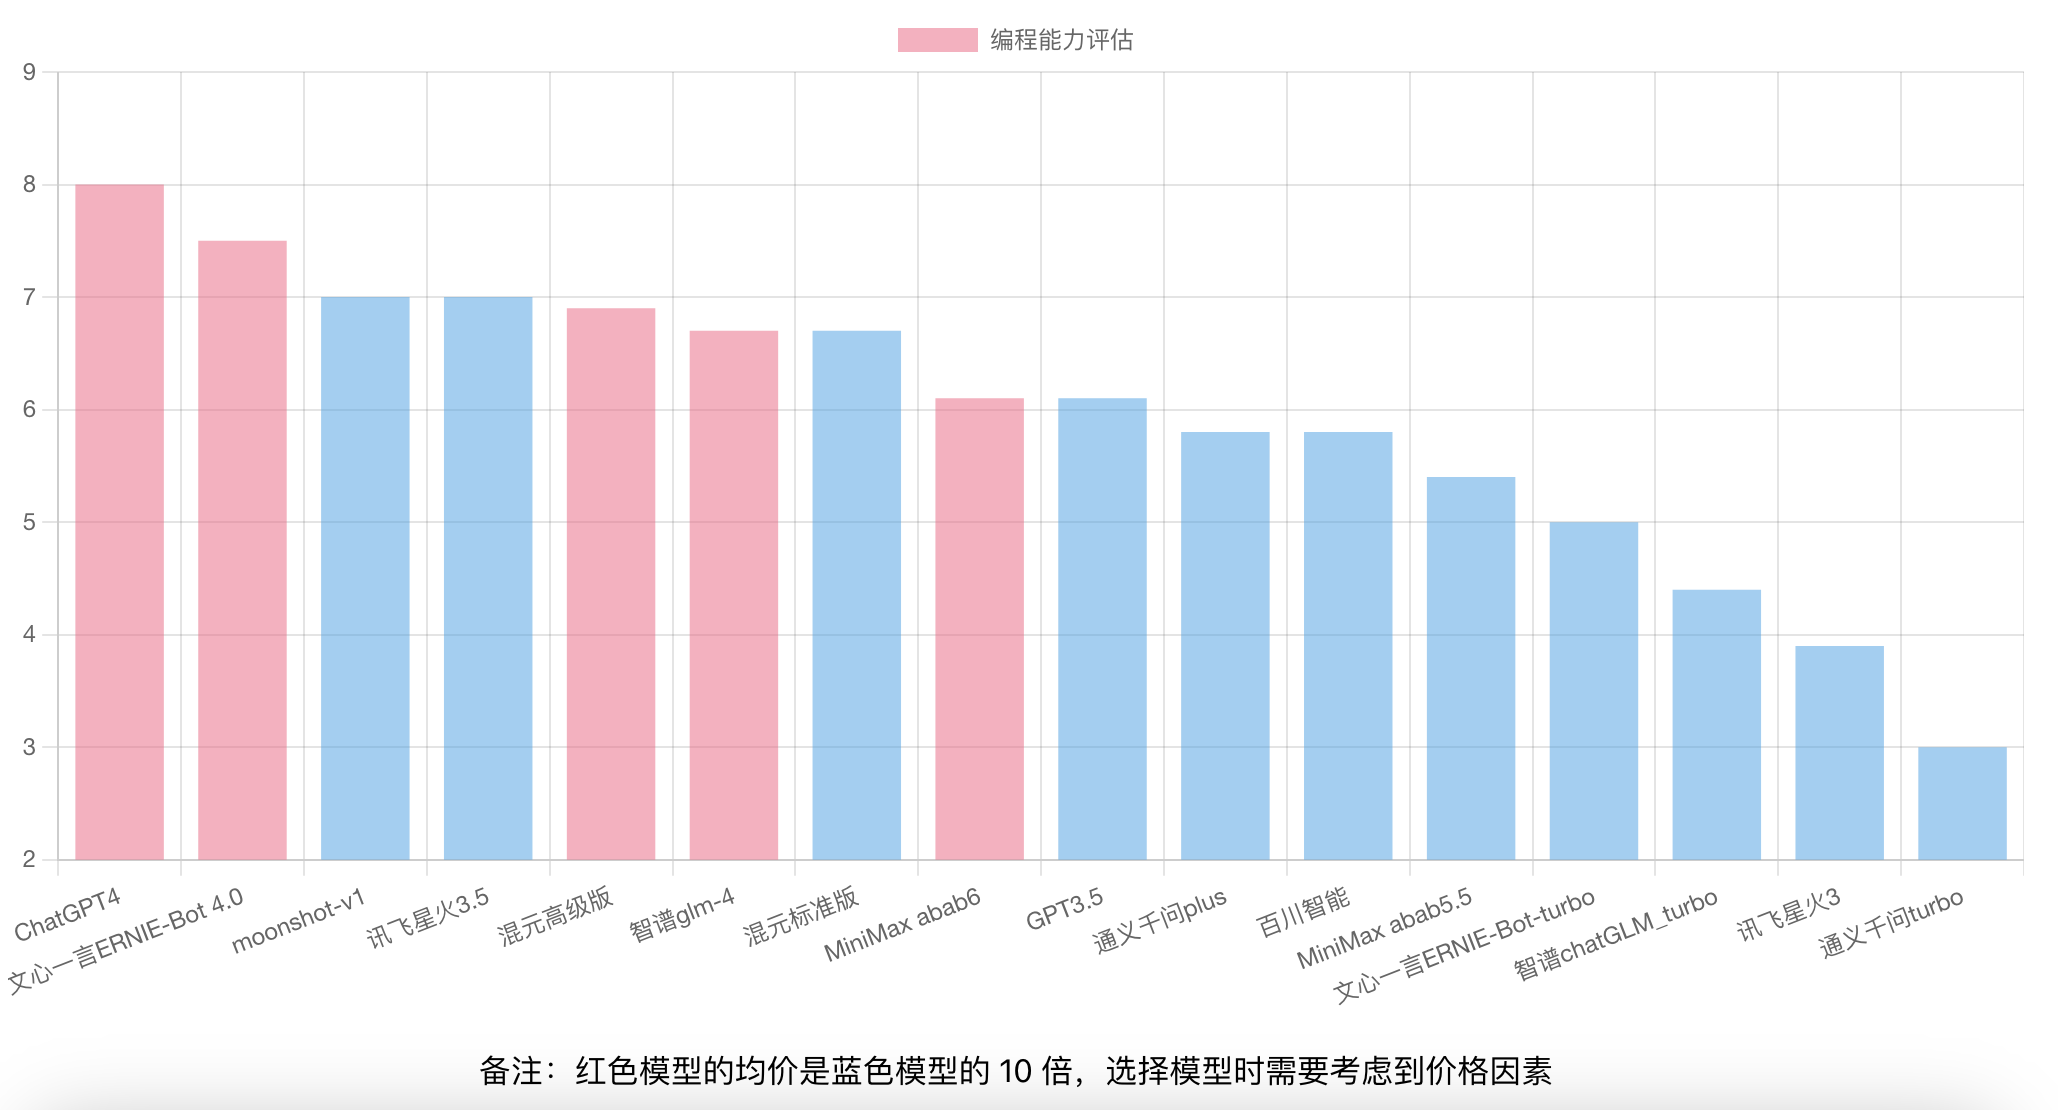 编程能力评估
9
8
7
6
5
4
3
2
ChatGPT4
文心一言ERNIE-Bot 4.0
moonshot-v1
讯飞星火3.5
混元高级版
智谱glm-4
混元标准版
MiniMax abab6
GPT3.5
通义千问plus
百川智能
MiniMax abab5.5
文心一言ERNIE-Bot-turbo
智谱chatGLM_turbo
讯飞星火3
通义千问turbo
备注：红色模型的均价是蓝色模型的 10 倍，选择模型时需要考虑到价格因素